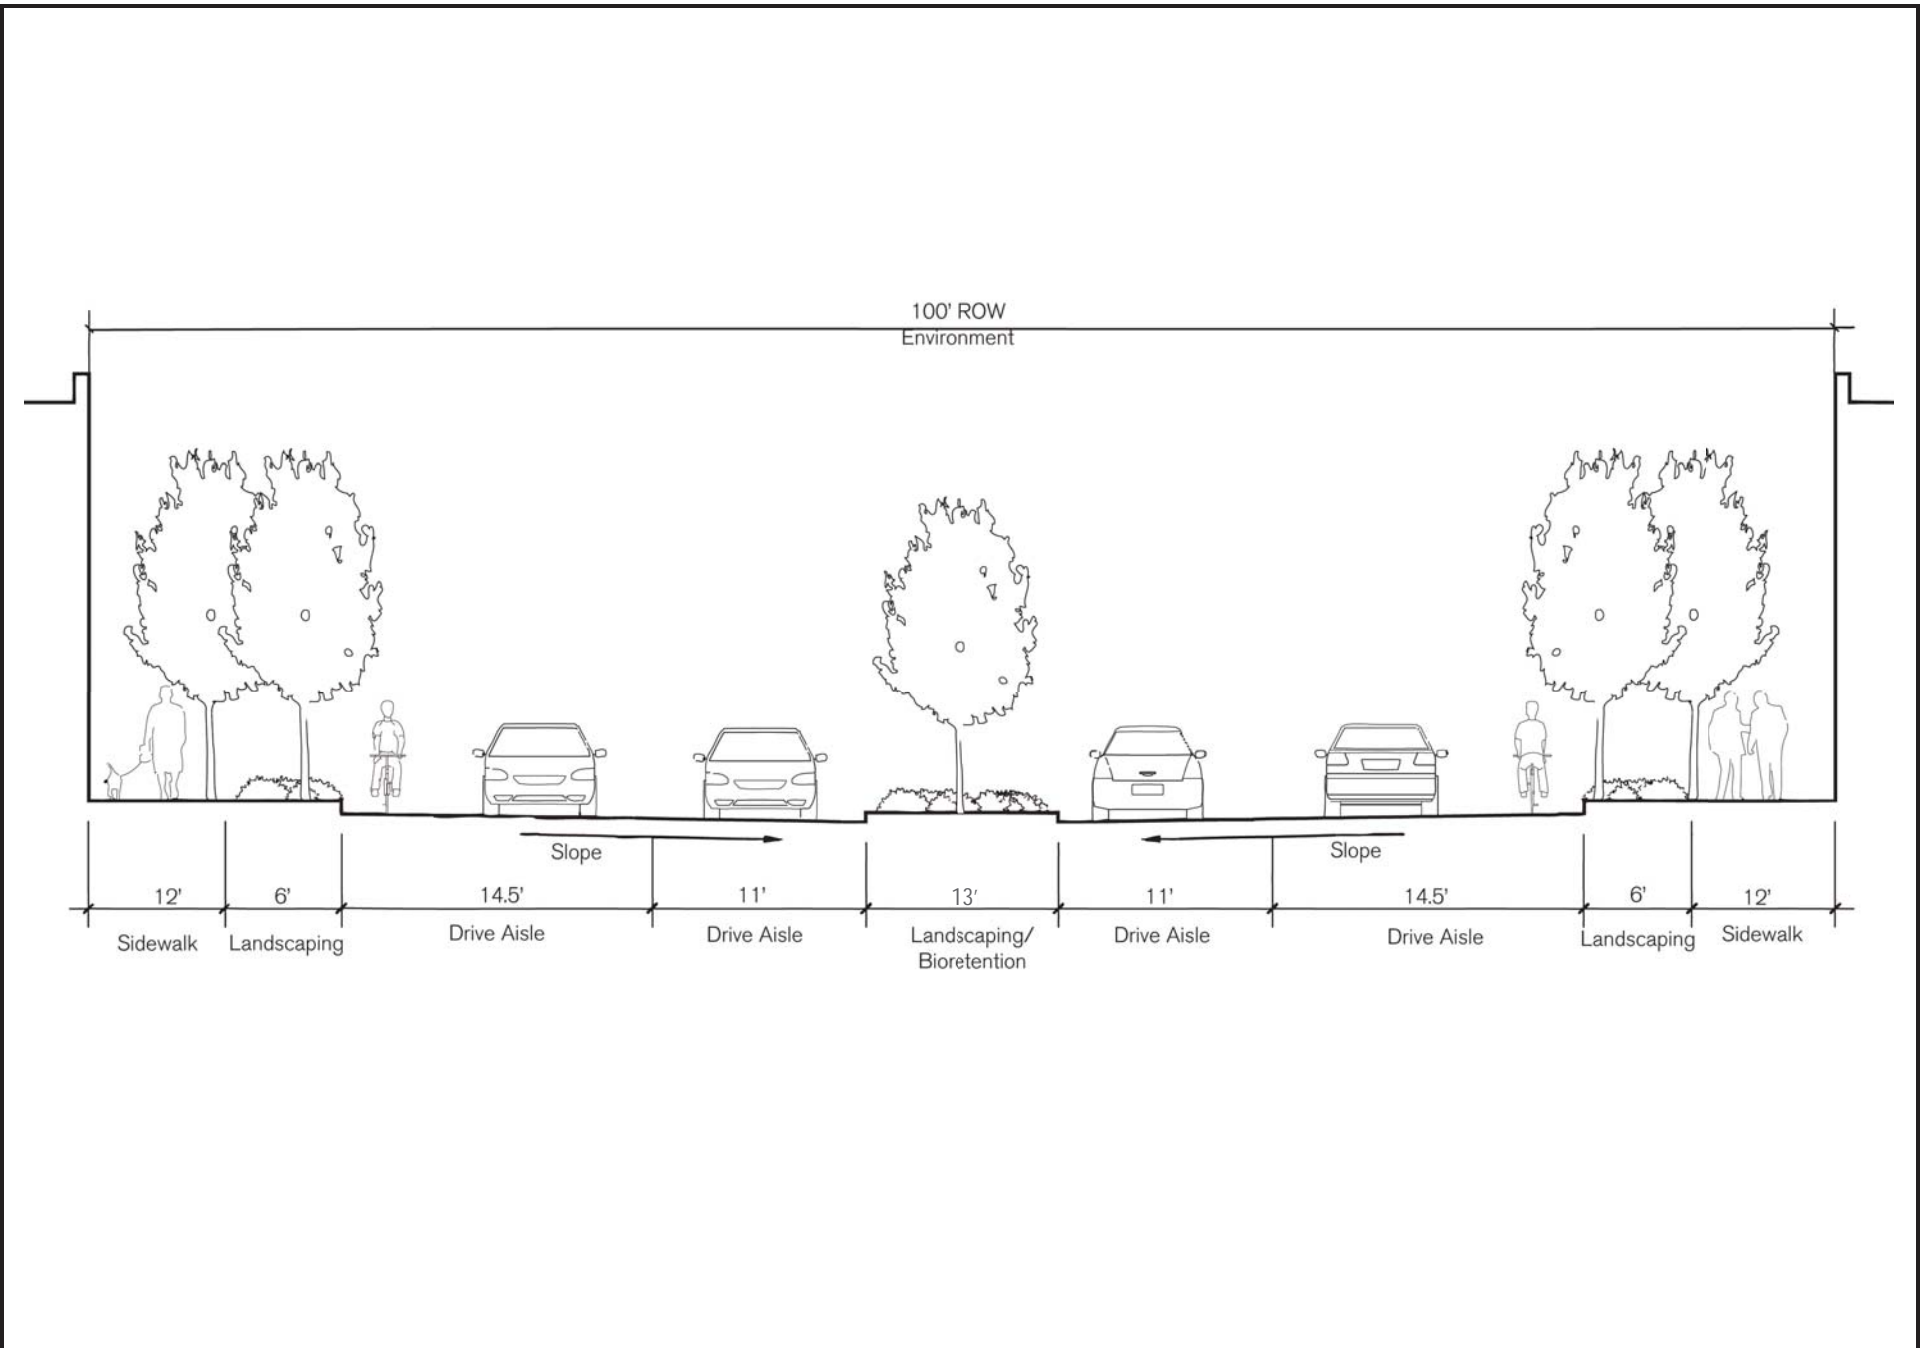 100' ROW
Environment
Slope
Slope
12'
6'
14.5'
11'
13'
11'
14.5'
6'
12'
Sidewalk
Landscaping
Drive Aisle
Drive Aisle
Landscaping/
Bioretention
Drive Aisle
Drive Aisle
Landscaping
Sidewalk